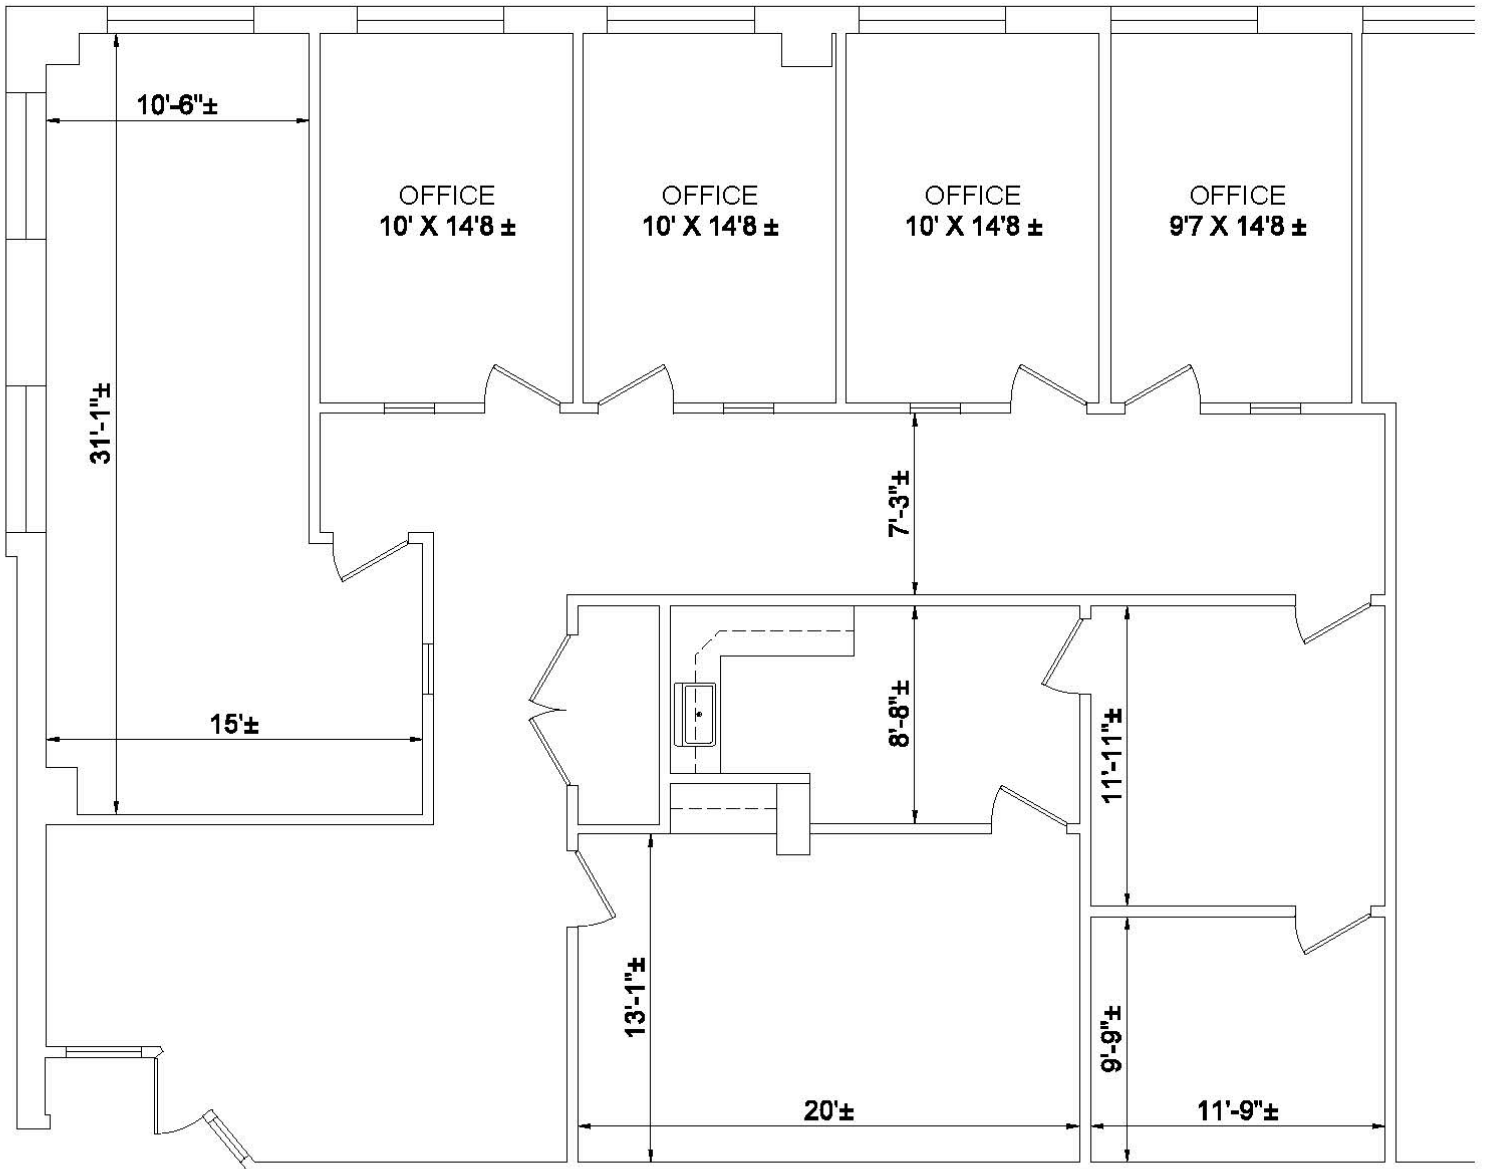 10'-6"±
OFFICE
10' X 14'8 ±
OFFICE
10' X 14'8 ±
OFFICE
10' X 14'8 ±
OFFICE
9'7 X 14'8 ±
31'-1"±
7'-3"±
15'±
8'-8"±
11'-11"±
13'-1"±
9'-9"±
20'±
11'-9"±